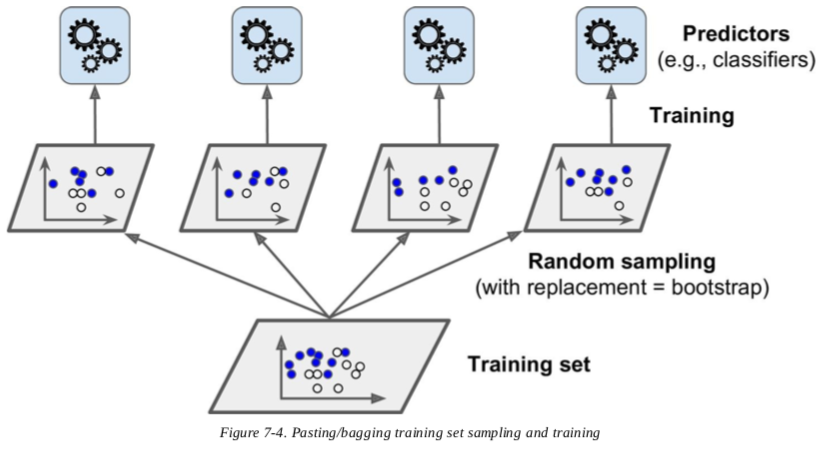 Predictors
(e.g., classifiers)
Training
Random sampling
(with replacement = bootstrap)
Training set
Figure 7-4. Pasting/bagging training set sampling and training